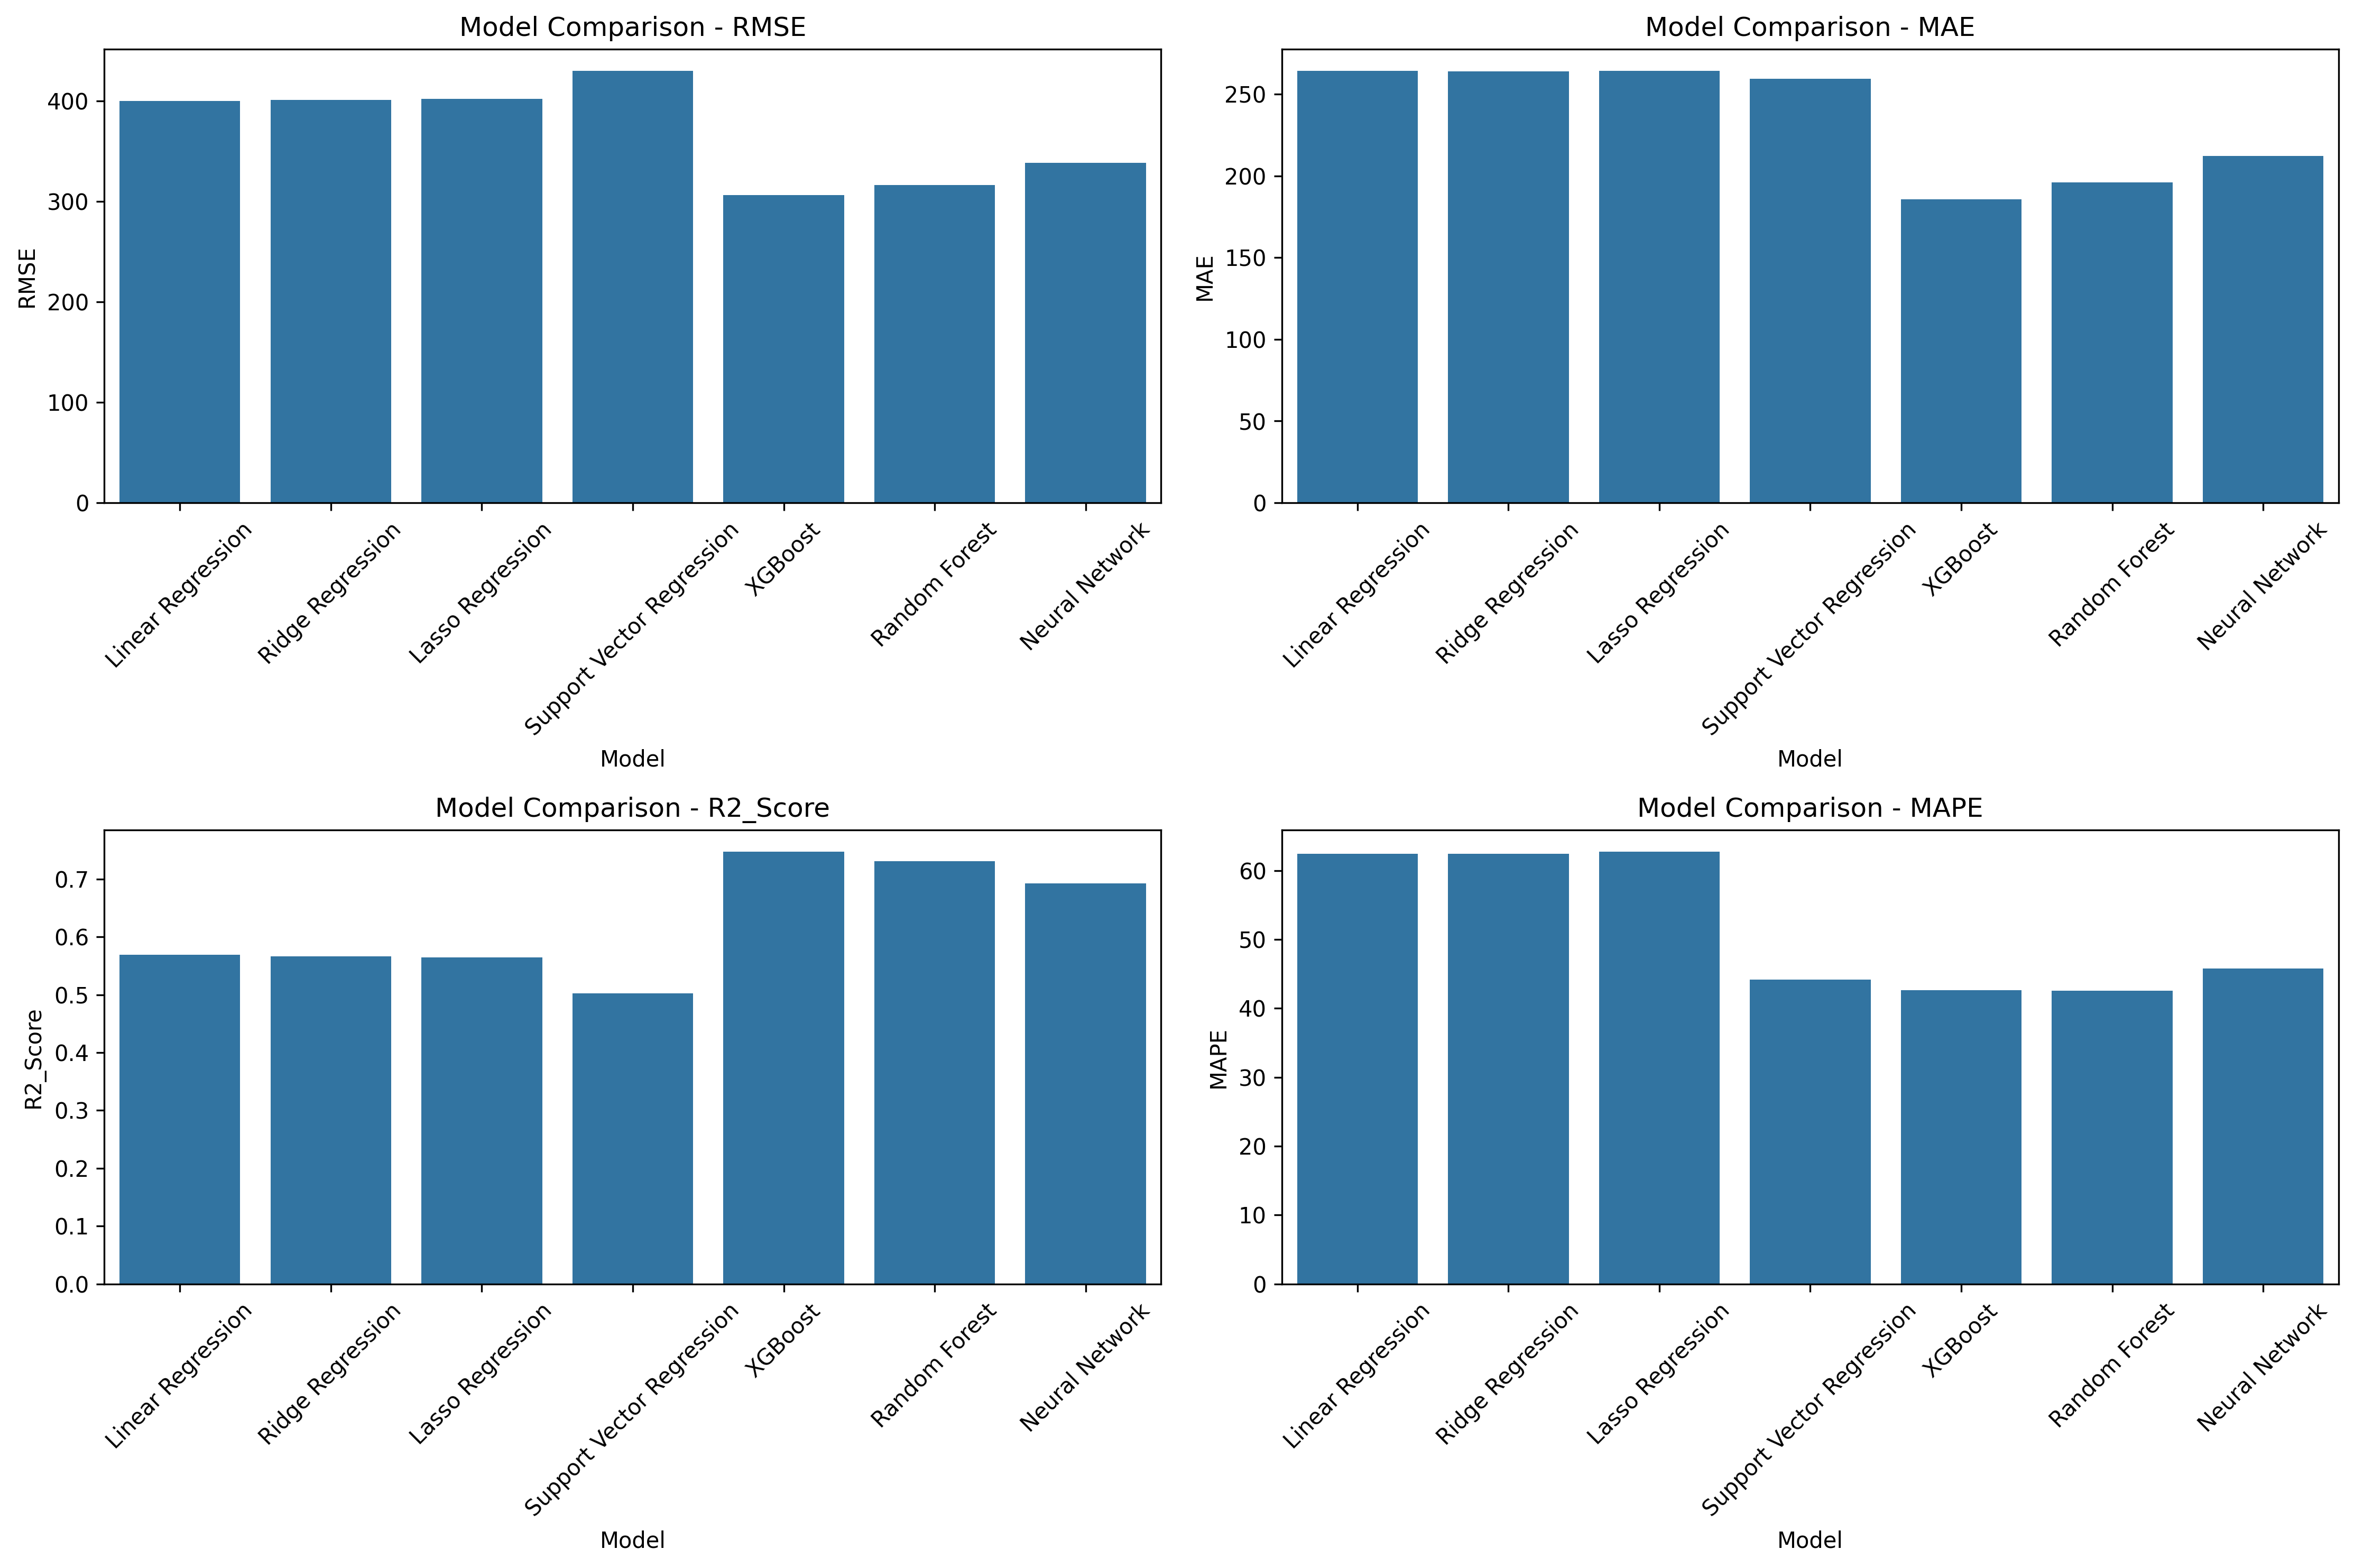 Model Comparison - RMSE
RMSE
400
300
200
100
0
Linear Regression
Ridge Regression
Lasso Regression
Support Vector Regression
XGBoost
Random Forest
Neural Network
Model
Model Comparison - MAE
MAE
250
200
150
100
50
0
Linear Regression
Ridge Regression
Lasso Regression
Support Vector Regression
XGBoost
Random Forest
Neural Network
Model
Model Comparison - R2_Score
R2_Score
0.7
0.6
0.5
0.4
0.3
0.2
0.1
0.0
Linear Regression
Ridge Regression
Lasso Regression
Support Vector Regression
XGBoost
Random Forest
Neural Network
Model
Model Comparison - MAPE
MAPE
60
50
40
30
20
10
0
Linear Regression
Ridge Regression
Lasso Regression
Support Vector Regression
XGBoost
Random Forest
Neural Network
Model